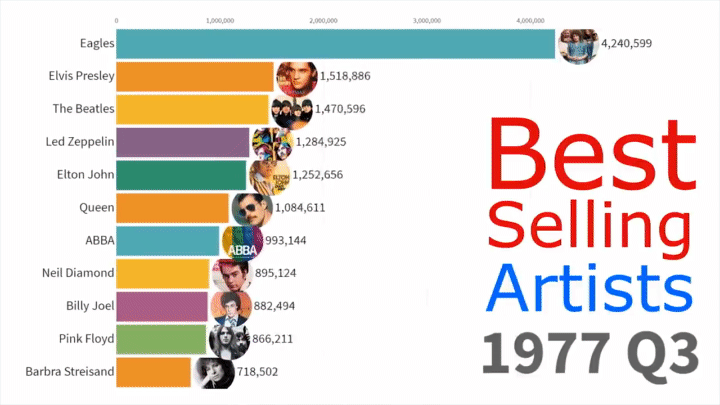 0 1,000,000 2,000,000 3,000,000 4,000,000
Eagles 4,240,599
Elvis Presley 1,518,886
The Beatles 1,470,596
Led Zeppelin 1,284,925
Elton John 1,252,656
Queen 1,084,611
ABBA ABBA 993,144
Neil Diamond 895,124
Billy Joel 882,494
Pink Floyd 866,211
Barbra Streisand 718,502
Best
Selling
Artists
1977 Q3